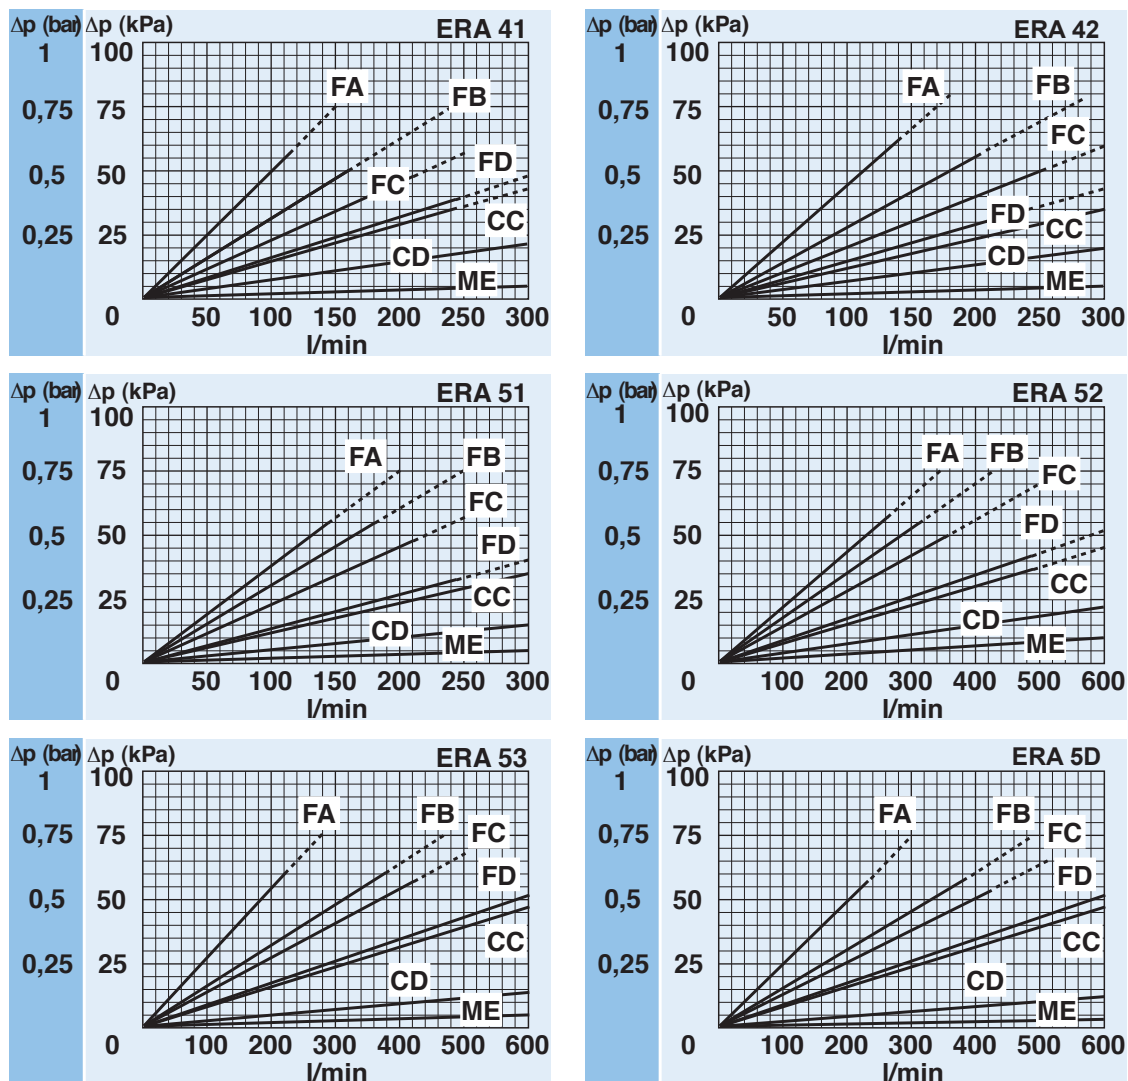 Δp (bar) Δp (kPa) ERA 41
1 100
FA
FB
0,75 75
FD
0,5 50
FC
CC
0,25 25
CD
ME
0 50 100 150 200 250 300
l/min
Δp (bar) Δp (kPa) ERA 42
1 100
FA FB
0,75 75
FC
0,5 50
FD
CC
0,25 25
CD
ME
0 50 100 150 200 250 300
l/min
Δp (bar) Δp (kPa) ERA 51
1 100
FA FB
0,75 75
FC
0,5 50
FD
CC
0,25 25
CD
ME
0 50 100 150 200 250 300
l/min
Δp (bar) Δp (kPa) ERA 52
1 100
FA FB
0,75 75
FC
FD
0,5 50
CC
0,25 25
CD
ME
0 100 200 300 400 500 600
l/min
Δp (bar) Δp (kPa) ERA 53
1 100
FA FB
0,75 75
FC
FD
0,5 50
CC
0,25 25
CD
ME
0 100 200 300 400 500 600
l/min
Δp (bar) Δp (kPa) ERA 5D
1 100
FA FB
0,75 75
FC
FD
0,5 50
CC
0,25 25
CD
ME
0 100 200 300 400 500 600
l/min